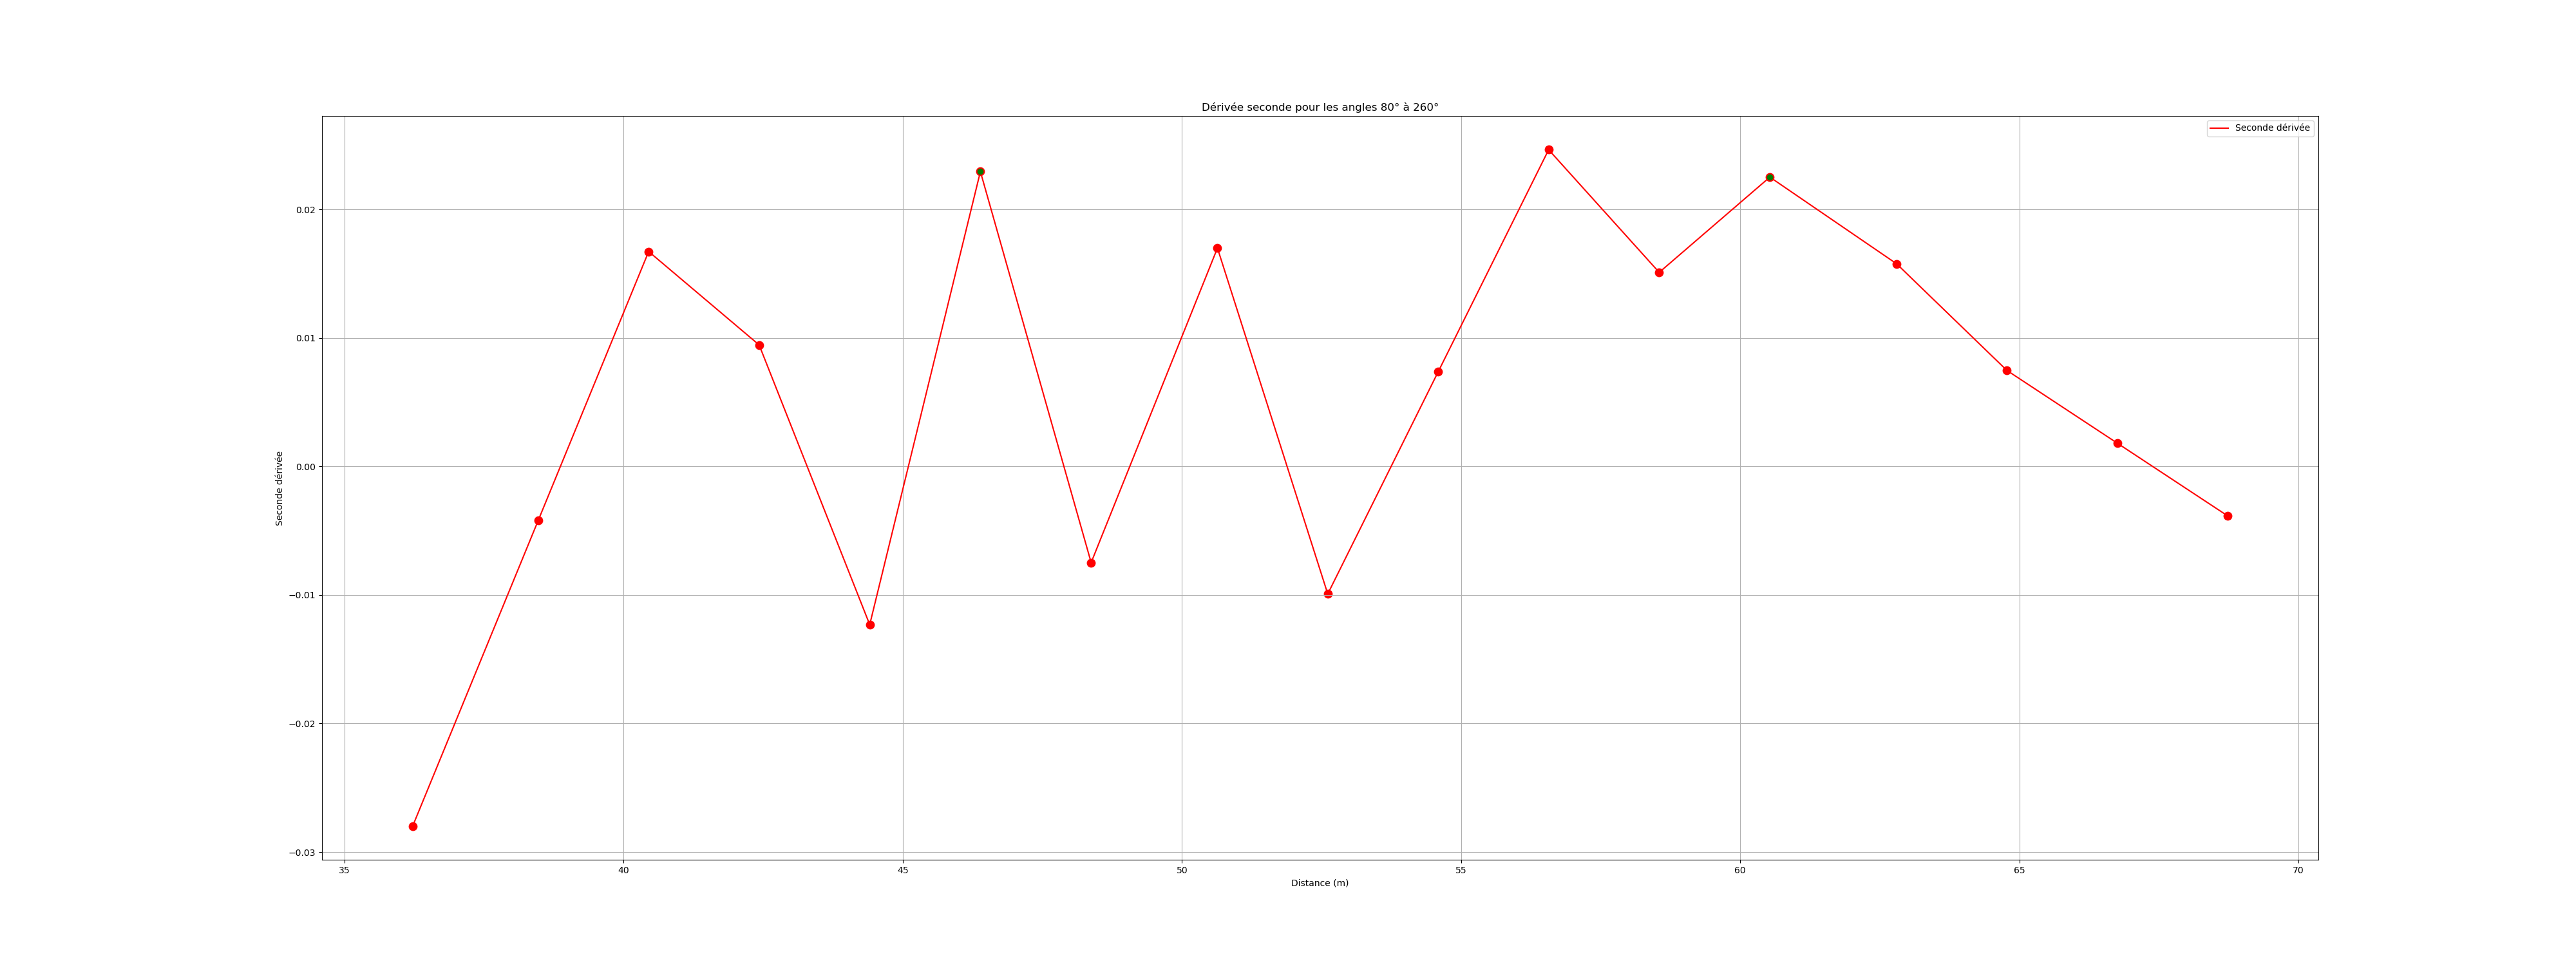 Dérivée seconde pour les angles 80° à 260°
Seconde dérivée
0.02
0.01
0.00
−0.01
−0.02
−0.03
Seconde dérivée
35 40 45 50 55 60 65 70
Distance (m)